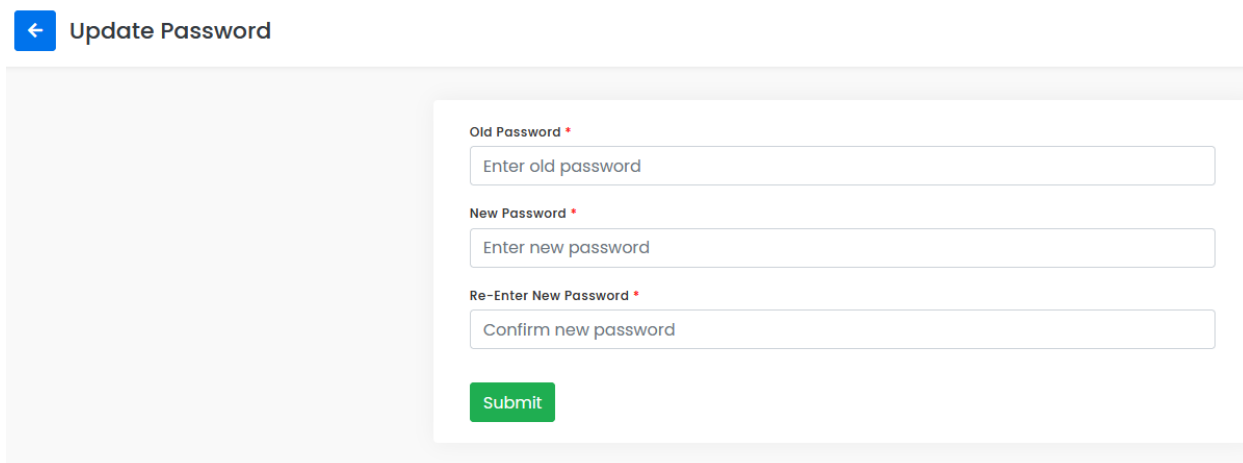 Update Password
Old Password *
Enter old password
New Password *
Enter new password
Re-Enter New Password *
Confirm new password
Submit